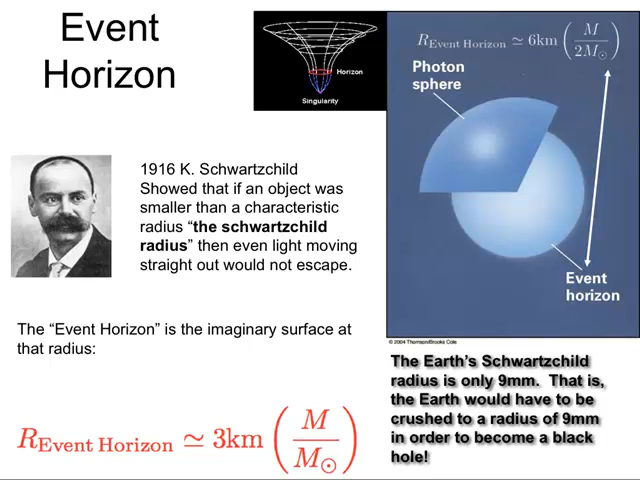 Event
Horizon
Horizon
Singularity
R_Event Horizon ≃ 6km (M/2M_⊙)
Photon
sphere
Event
horizon
© 2004 Thomson/Brooks Cole
1916 K. Schwartzchild
Showed that if an object was
smaller than a characteristic
radius “the schwartzchild
radius” then even light moving
straight out would not escape.
The “Event Horizon” is the imaginary surface at
that radius:
R_Event Horizon ≃ 3km (M/M_⊙)
The Earth’s Schwartzchild
radius is only 9mm. That is,
the Earth would have to be
crushed to a radius of 9mm
in order to become a black
hole!